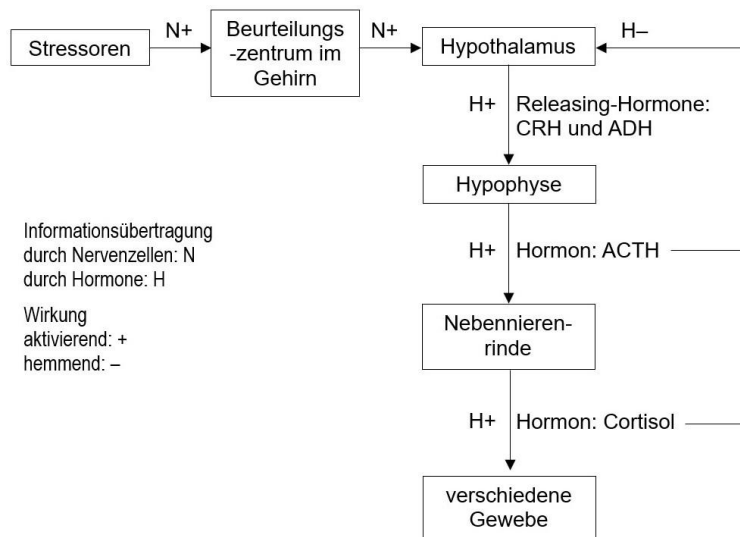 Stressoren
N+
Beurteilungs
-zentrum im
Gehirn
N+
Hypothalamus
H–
H+
Releasing-Hormone:
CRH und ADH
Hypophyse
H+
Hormon: ACTH
Informationsübertragung
durch Nervenzellen: N
durch Hormone: H
Wirkung
aktivierend: +
hemmend: –
Nebennieren-
rinde
H+
Hormon: Cortisol
verschiedene
Gewebe